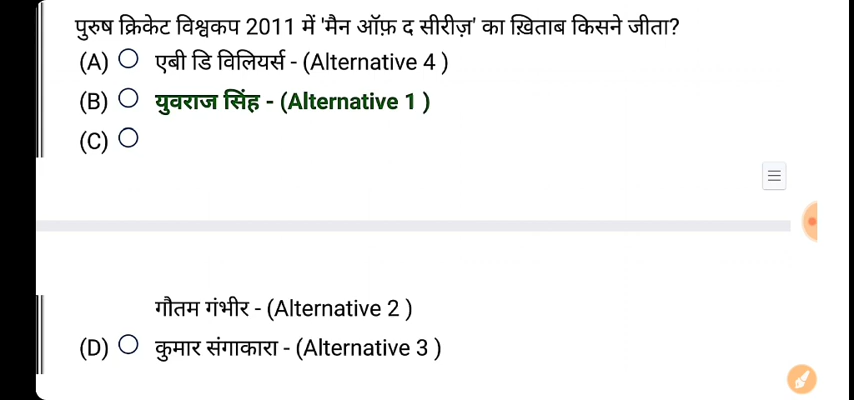 पुरुष क्रिकेट विश्वकप 2011 में 'मैन ऑफ़ द सीरीज़' का ख़िताब किसने जीता?
(A) एबी डि विलियर्स - (Alternative 4 )
(B) युवराज सिंह - (Alternative 1 )
(C)
गौतम गंभीर - (Alternative 2 )
(D) कुमार संगाकारा - (Alternative 3 )